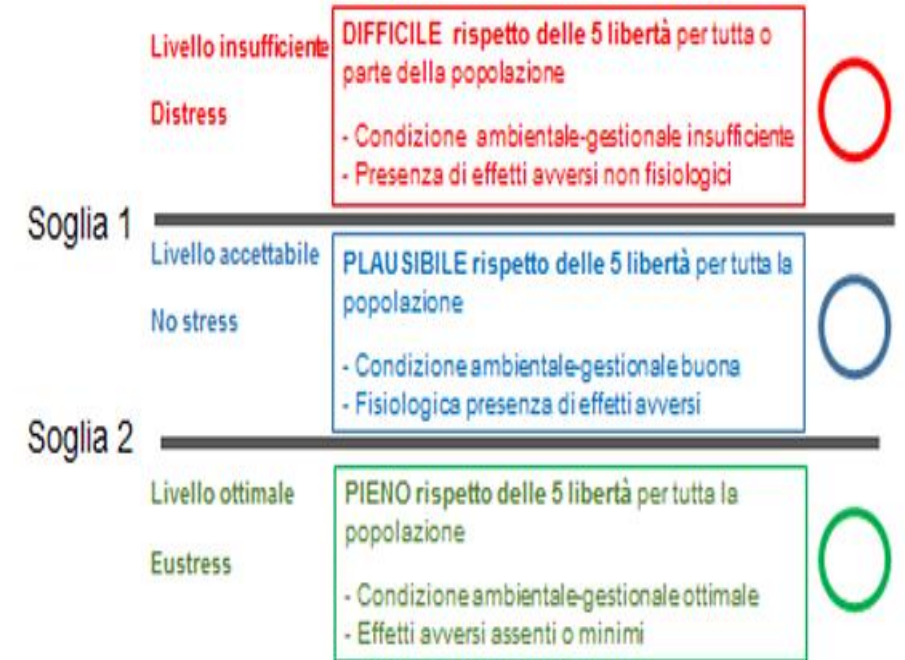 Livello insufficiente
Distress
DIFFICILE rispetto delle 5 libertà per tutta o
parte della popolazione
- Condizione ambientale-gestionale insufficiente
- Presenza di effetti avversi non fisiologici
Soglia 1
Livello accettabile
No stress
PLAUSIBILE rispetto delle 5 libertà per tutta la
popolazione
- Condizione ambientale-gestionale buona
- Fisiologica presenza di effetti avversi
Soglia 2
Livello ottimale
Eustress
PIENO rispetto delle 5 libertà per tutta la
popolazione
- Condizione ambientale-gestionale ottimale
- Effetti avversi assenti o minimi